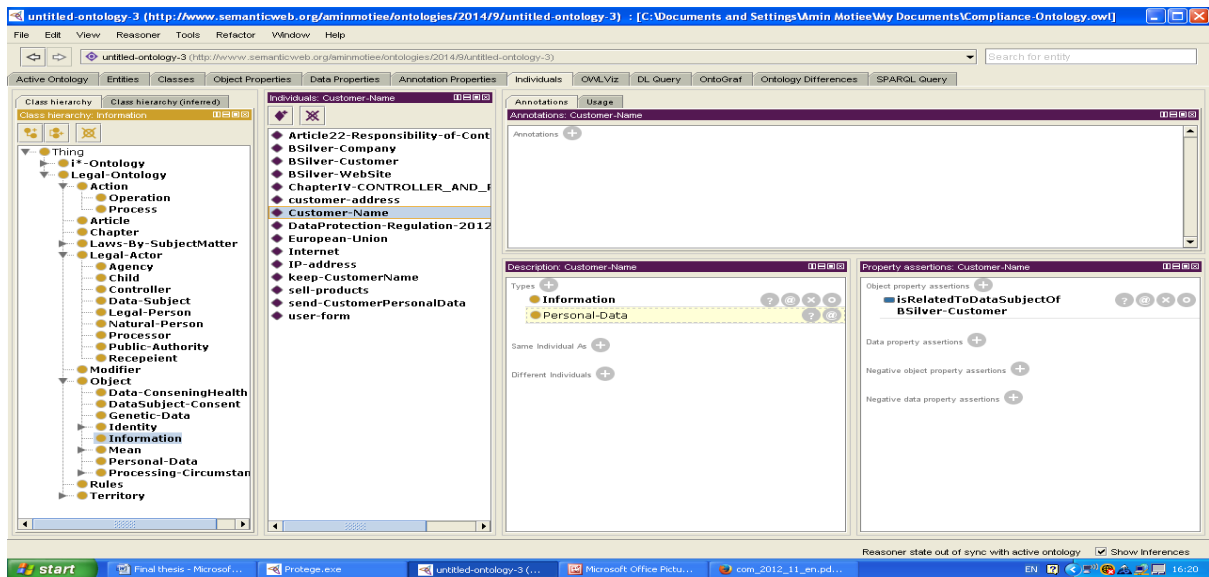 untitled-ontology-3 (http://www.semanticweb.org/aminmotiee/ontologies/2014/9/untitled-ontology-3) : [C:\Documents and Settings\Amin Motiee\My Documents\Compliance-Ontology.owl]
File Edit View Reasoner Tools Refactor Window Help
untitled-ontology-3 (http://www.semanticweb.org/aminmotiee/ontologies/2014/9/untitled-ontology-3)
Search for entity
Active Ontology Entities Classes Object Properties Data Properties Annotation Properties Individuals OWLViz DL Query OntoGraf Ontology Differences SPARQL Query
Class hierarchy Class hierarchy (inferred)
Class hierarchy: Information
Thing
i*-Ontology
Legal-Ontology
Action
Operation
Process
Article
Chapter
Laws-By-SubjectMatter
Legal-Actor
Agency
Child
Controller
Data-Subject
Legal-Person
Natural-Person
Processor
Public-Authority
Recepeient
Modifier
Object
Data-ConseningHealth
DataSubject-Consent
Genetic-Data
Identity
Information
Mean
Personal-Data
Processing-Circumstan
Rules
Territory
Individuals: Customer-Name
Article22-Responsibility-of-Cont
BSilver-Company
BSilver-Customer
BSilver-WebSite
ChapterIV-CONTROLLER_AND_P
customer-address
Customer-Name
DataProtection-Regulation-2012
European-Union
Internet
IP-address
keep-CustomerName
sell-products
send-CustomerPersonalData
user-form
Annotations Usage
Annotations: Customer-Name
Annotations
Description: Customer-Name
Types
Information
Personal-Data
Same Individual As
Different Individuals
Property assertions: Customer-Name
Object property assertions
isRelatedToDataSubjectOf
BSilver-Customer
Data property assertions
Negative object property assertions
Negative data property assertions
Reasoner state out of sync with active ontology Show Inferences
start Final thesis - Microsof... Protege.exe untitled-ontology-3 (... Microsoft Office Pictu... com_2012_11_en.pd... EN 16:20